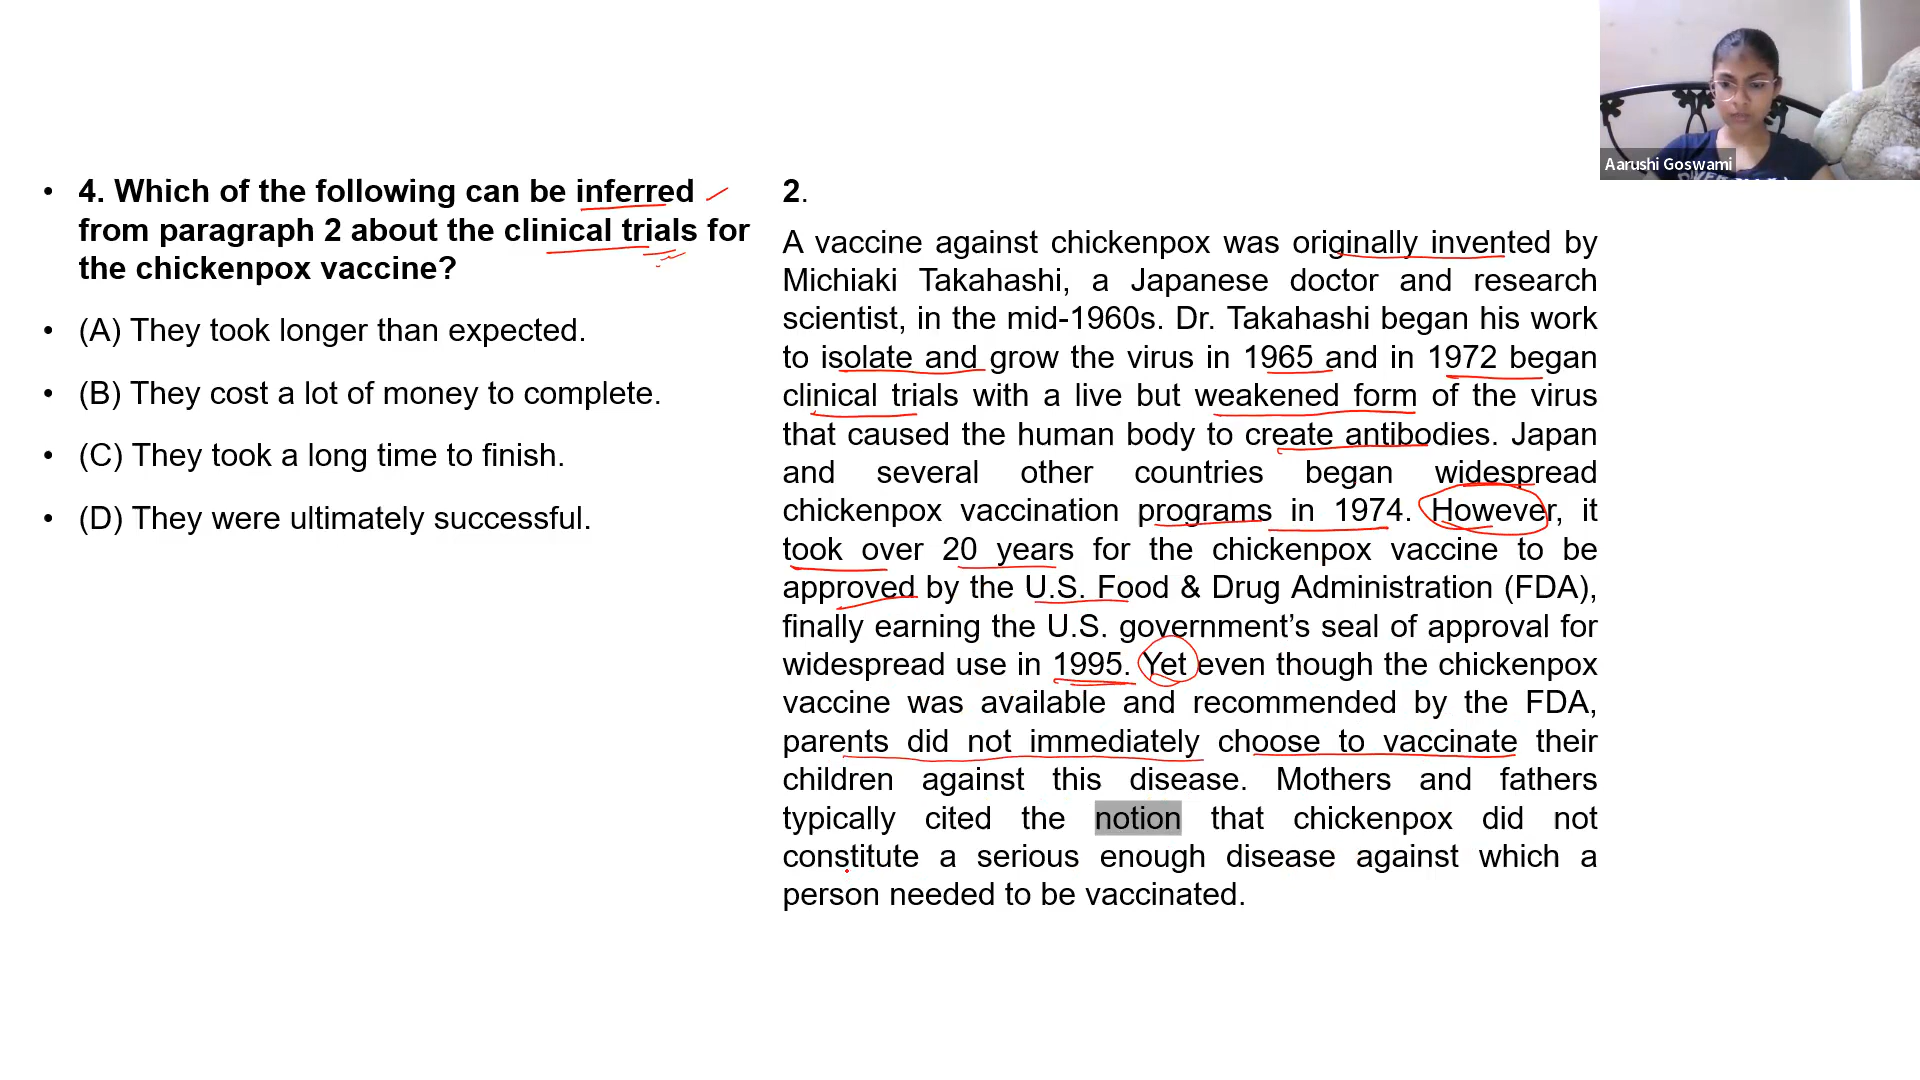 • 4. Which of the following can be inferred
from paragraph 2 about the clinical trials for
the chickenpox vaccine?
• (A) They took longer than expected.
• (B) They cost a lot of money to complete.
• (C) They took a long time to finish.
• (D) They were ultimately successful.
2.
A vaccine against chickenpox was originally invented by
Michiaki Takahashi, a Japanese doctor and research
scientist, in the mid-1960s. Dr. Takahashi began his work
to isolate and grow the virus in 1965 and in 1972 began
clinical trials with a live but weakened form of the virus
that caused the human body to create antibodies. Japan
and several other countries began widespread
chickenpox vaccination programs in 1974. However, it
took over 20 years for the chickenpox vaccine to be
approved by the U.S. Food & Drug Administration (FDA),
finally earning the U.S. government’s seal of approval for
widespread use in 1995. Yet even though the chickenpox
vaccine was available and recommended by the FDA,
parents did not immediately choose to vaccinate their
children against this disease. Mothers and fathers
typically cited the notion that chickenpox did not
constitute a serious enough disease against which a
person needed to be vaccinated.
Aarushi Goswami